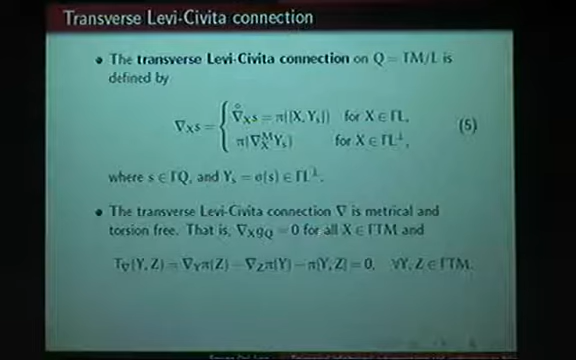 Transverse Levi-Civita connection
• The transverse Levi-Civita connection on Q = TM/L is
defined by
∇_X s = { ∇̊_X s = π([X, Y_s]) for X ∈ ΓL,
π(∇^M_X Y_s) for X ∈ ΓL^⊥, (5)
where s ∈ ΓQ, and Y_s = σ(s) ∈ ΓL^⊥.
• The transverse Levi-Civita connection ∇ is metrical and
torsion free. That is, ∇_X g_Q = 0 for all X ∈ ΓTM and
T_∇(Y, Z) = ∇_Y π(Z) − ∇_Z π(Y) − π[Y, Z] = 0, ∀Y, Z ∈ ΓTM.